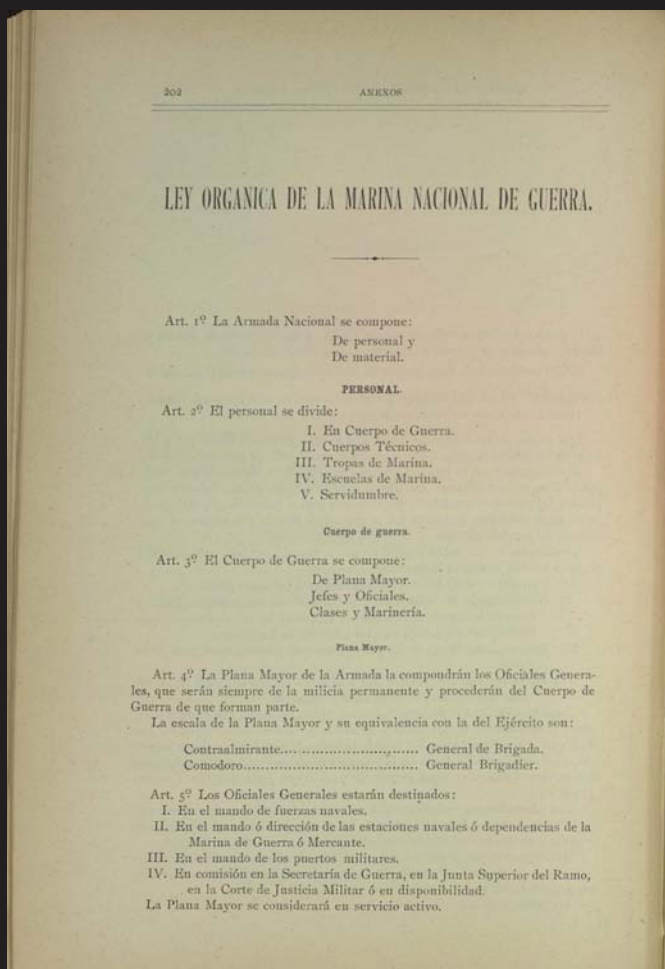 202
ANEXOS
LEY ORGANICA DE LA MARINA NACIONAL DE GUERRA.
Art. 1º La Armada Nacional se compone:
De personal y
De material.
PERSONAL.
Art. 2º El personal se divide:
I. En Cuerpo de Guerra.
II. Cuerpos Técnicos.
III. Tropas de Marina.
IV. Escuelas de Marina.
V. Servidumbre.
Cuerpo de guerra.
Art. 3º El Cuerpo de Guerra se compone:
De Plana Mayor.
Jefes y Oficiales.
Clases y Marinería.
Plana Mayor.
Art. 4º La Plana Mayor de la Armada la compondrán los Oficiales Genera-
les, que serán siempre de la milicia permanente y procederán del Cuerpo de
Guerra de que forman parte.
La escala de la Plana Mayor y su equivalencia con la del Ejército son:
Contraalmirante............................. General de Brigada.
Comodoro..................................... General Brigadier.
Art. 5º Los Oficiales Generales estarán destinados:
I. En el mando de fuerzas navales.
II. En el mando ó dirección de las estaciones navales ó dependencias de la
Marina de Guerra ó Mercante.
III. En el mando de los puertos militares.
IV. En comisión en la Secretaría de Guerra, en la Junta Superior del Ramo,
en la Corte de Justicia Militar ó en disponibilidad.
La Plana Mayor se considerará en servicio activo.